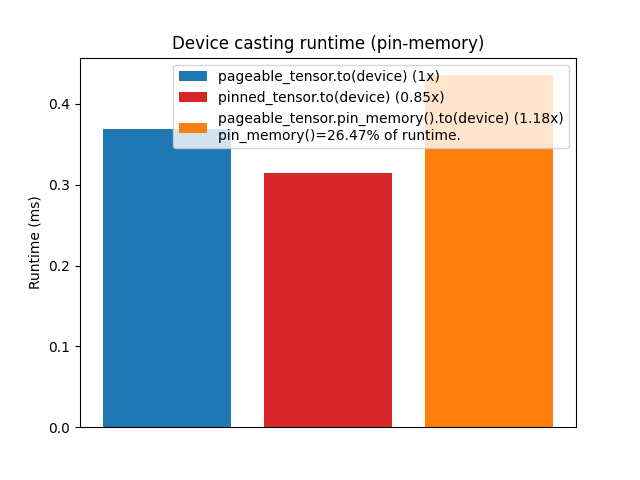 Device casting runtime (pin-memory)
pageable_tensor.to(device) (1x)
pinned_tensor.to(device) (0.85x)
pageable_tensor.pin_memory().to(device) (1.18x)
pin_memory()=26.47% of runtime.
Runtime (ms)
0.4
0.3
0.2
0.1
0.0